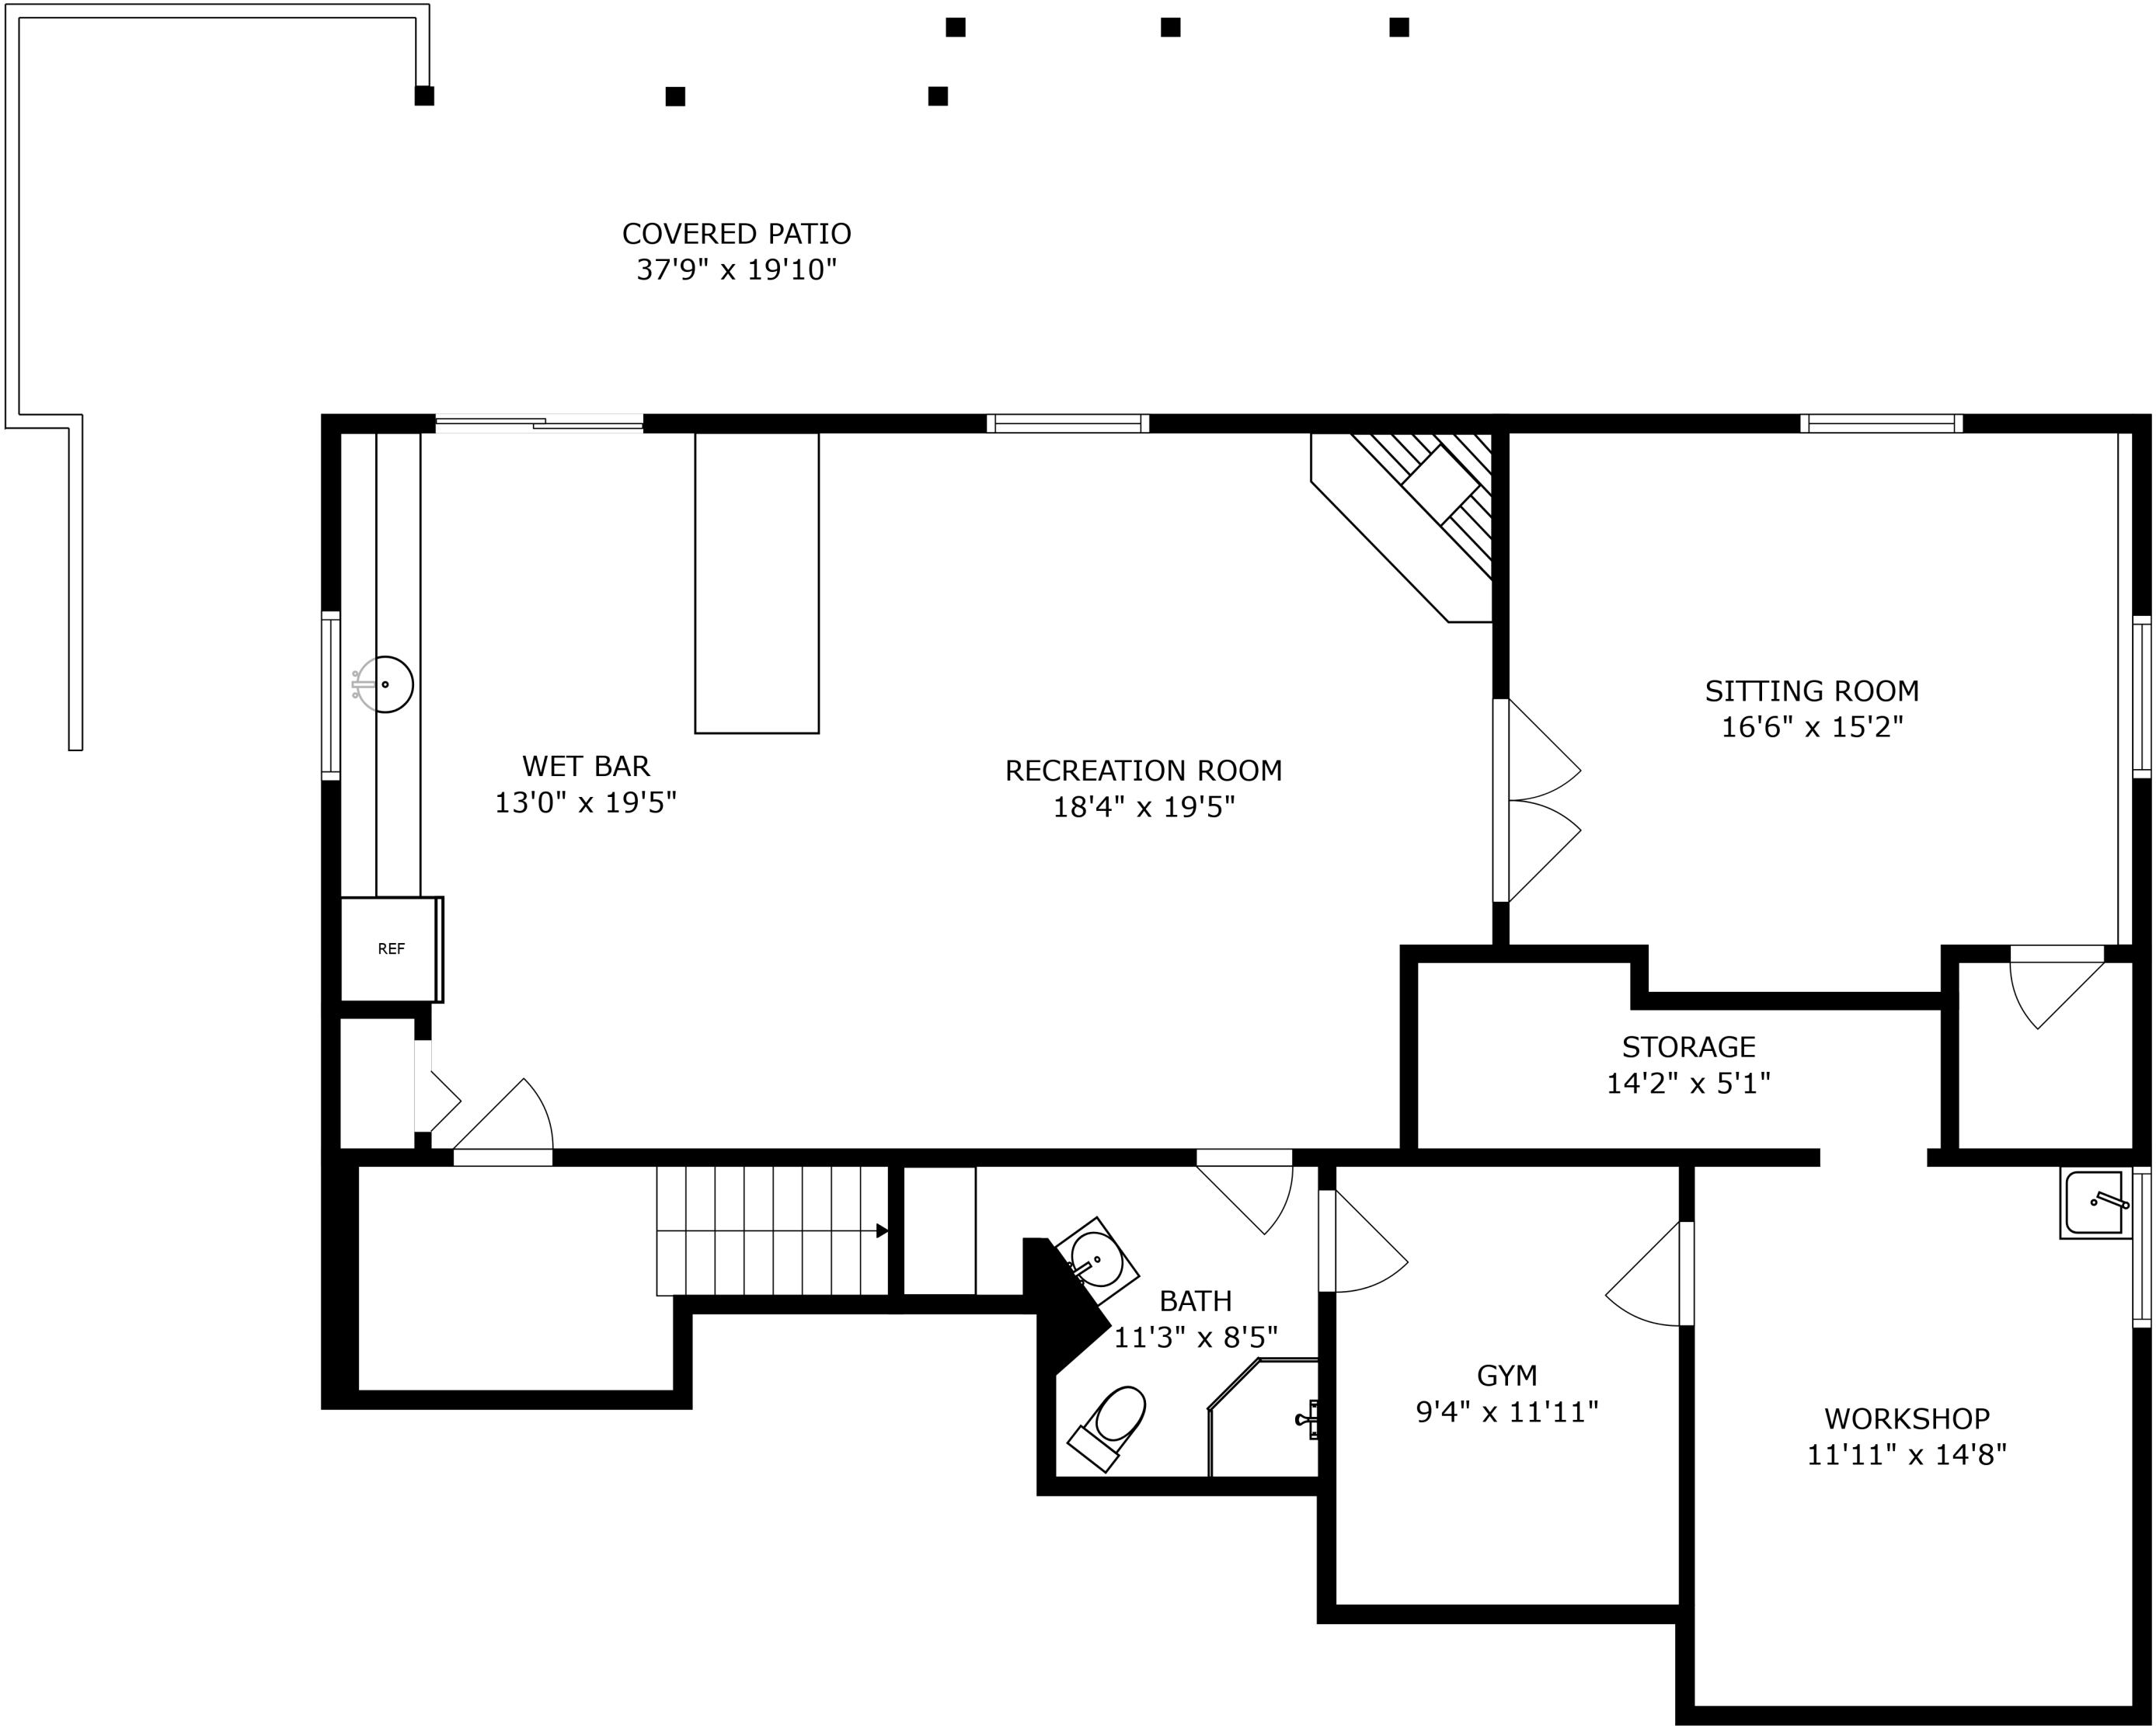 COVERED PATIO
37'9" x 19'10"
SITTING ROOM
16'6" x 15'2"
WET BAR
13'0" x 19'5"
RECREATION ROOM
18'4" x 19'5"
REF
STORAGE
14'2" x 5'1"
BATH
11'3" x 8'5"
GYM
9'4" x 11'11"
WORKSHOP
11'11" x 14'8"